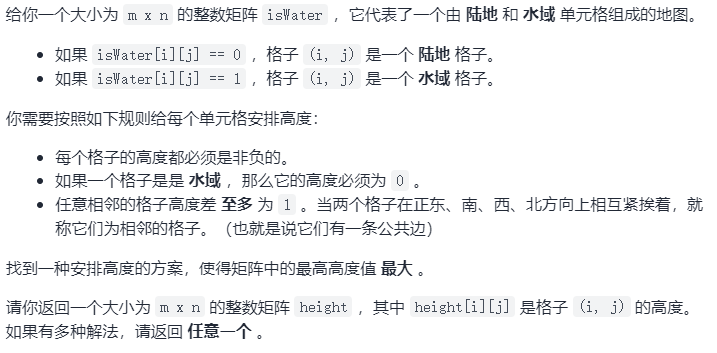 给你一个大小为 m x n 的整数矩阵 isWater ，它代表了一个由 陆地 和 水域 单元格组成的地图。
• 如果 isWater[i][j] == 0 ，格子 (i, j) 是一个 陆地 格子。
• 如果 isWater[i][j] == 1 ，格子 (i, j) 是一个 水域 格子。
你需要按照如下规则给每个单元格安排高度：
• 每个格子的高度都必须是非负的。
• 如果一个格子是是 水域 ，那么它的高度必须为 0 。
• 任意相邻的格子高度差 至多 为 1 。当两个格子在正东、南、西、北方向上相互紧挨着，就
称它们为相邻的格子。（也就是说它们有一条公共边）
找到一种安排高度的方案，使得矩阵中的最高高度值 最大 。
请你返回一个大小为 m x n 的整数矩阵 height ，其中 height[i][j] 是格子 (i, j) 的高度。
如果有多种解法，请返回 任意一个 。